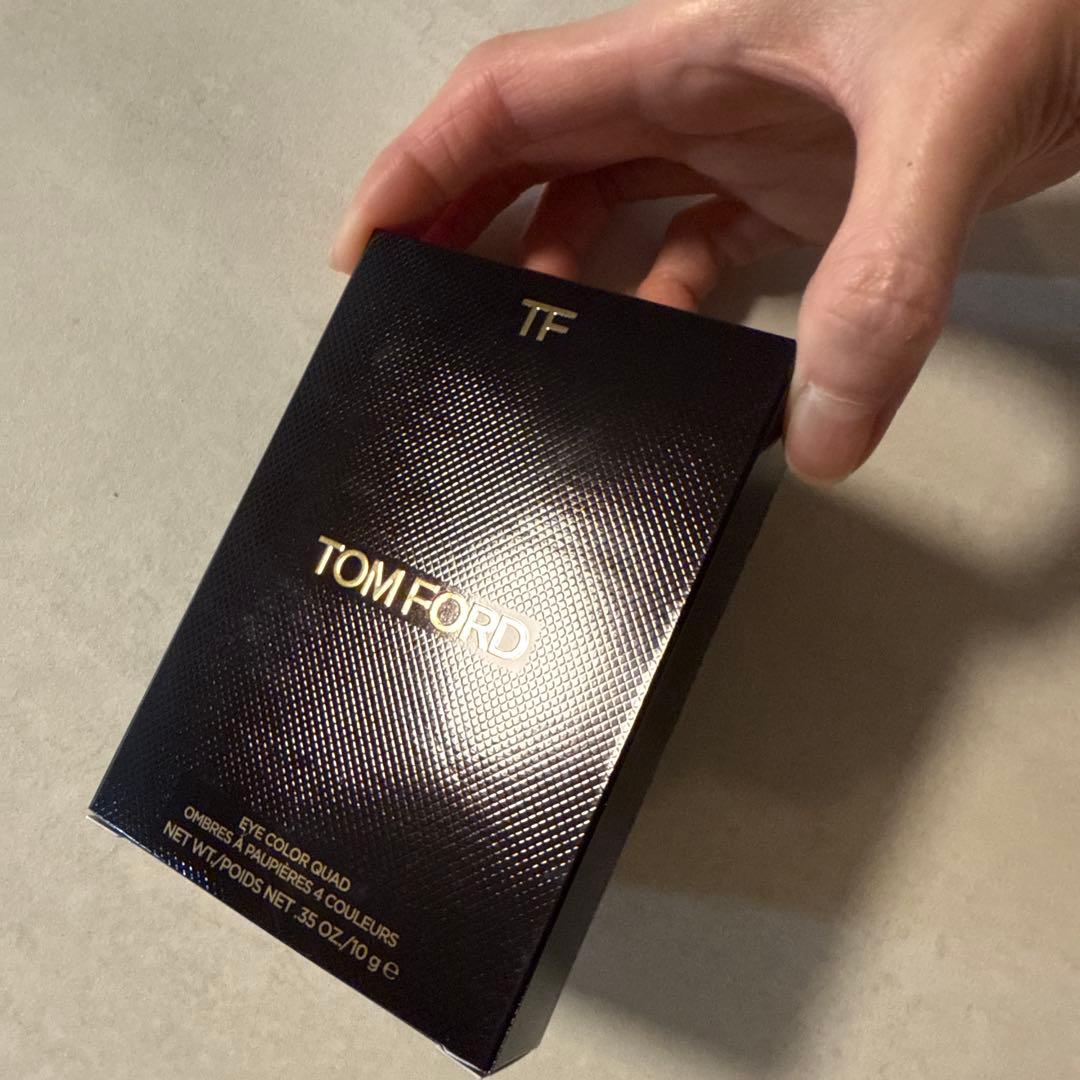 TF
TOM FORD
EYE COLOR QUAD
OMBRES À PAUPIÈRES 4 COULEURS
NET WT./POIDS NET .35 OZ./10 g ℮